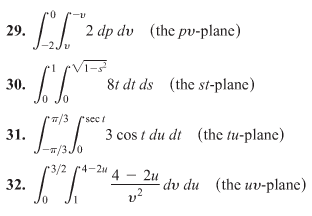 29. ∫_{-2}^{0} ∫_{v}^{-v} 2 dp dv (the pv-plane)
30. ∫_{0}^{1} ∫_{0}^{√(1-s²)} 8t dt ds (the st-plane)
31. ∫_{-π/3}^{π/3} ∫_{0}^{sec t} 3 cos t du dt (the tu-plane)
32. ∫_{0}^{3/2} ∫_{1}^{4-2u} (4 - 2u)/v² dv du (the uv-plane)